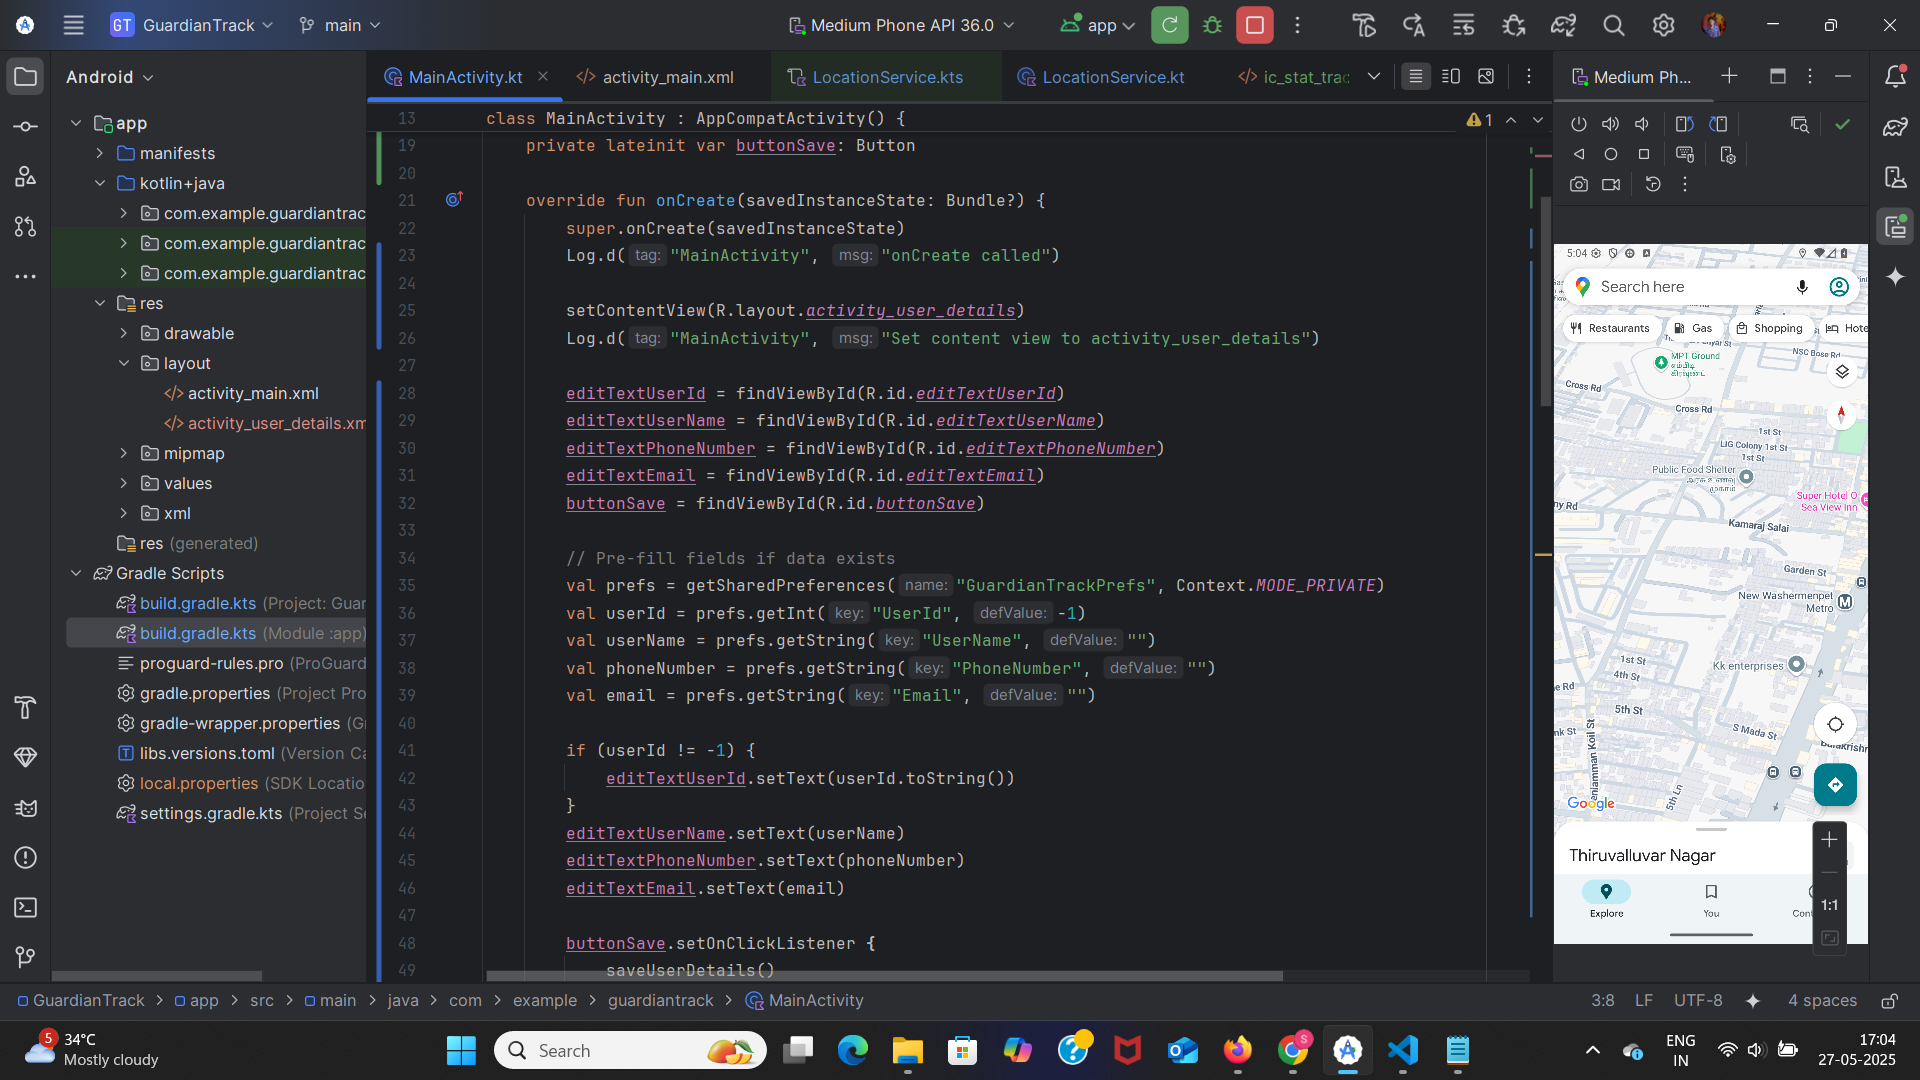 GT GuardianTrack main Medium Phone API 36.0 app
Android
MainActivity.kt activity_main.xml LocationService.kts LocationService.kt ic_stat_trac
Medium Ph...
app
manifests
kotlin+java
com.example.guardiantrac
com.example.guardiantrac
com.example.guardiantrac
res
drawable
layout
activity_main.xml
activity_user_details.xm
mipmap
values
xml
res (generated)
Gradle Scripts
build.gradle.kts (Project: Guar
build.gradle.kts (Module :app)
proguard-rules.pro (ProGuard
gradle.properties (Project Pro
gradle-wrapper.properties (G
libs.versions.toml (Version Ca
local.properties (SDK Locatio
settings.gradle.kts (Project Se
13 class MainActivity : AppCompatActivity() {
1
19 private lateinit var buttonSave: Button
20
21 override fun onCreate(savedInstanceState: Bundle?) {
22 super.onCreate(savedInstanceState)
23 Log.d( tag: "MainActivity", msg: "onCreate called")
24
25 setContentView(R.layout.activity_user_details)
26 Log.d( tag: "MainActivity", msg: "Set content view to activity_user_details")
27
28 editTextUserId = findViewById(R.id.editTextUserId)
29 editTextUserName = findViewById(R.id.editTextUserName)
30 editTextPhoneNumber = findViewById(R.id.editTextPhoneNumber)
31 editTextEmail = findViewById(R.id.editTextEmail)
32 buttonSave = findViewById(R.id.buttonSave)
33
34 // Pre-fill fields if data exists
35 val prefs = getSharedPreferences( name: "GuardianTrackPrefs", Context.MODE_PRIVATE)
36 val userId = prefs.getInt( key: "UserId", defValue: -1)
37 val userName = prefs.getString( key: "UserName", defValue: "")
38 val phoneNumber = prefs.getString( key: "PhoneNumber", defValue: "")
39 val email = prefs.getString( key: "Email", defValue: "")
40
41 if (userId != -1) {
42 editTextUserId.setText(userId.toString())
43 }
44 editTextUserName.setText(userName)
45 editTextPhoneNumber.setText(phoneNumber)
46 editTextEmail.setText(email)
47
48 buttonSave.setOnClickListener {
49 saveUserDetails()
5:04
Search here
Restaurants Gas Shopping Hote
NSC Bose Rd
MPT Ground
Cross Rd
Cross Rd
1st St
LIG Colony 1st St
1st St
Public Food Shelter
Super Hotel O
Sea View Inn
ny Rd
Kamaraj Salai
Garden St
New Washermenpet
Metro
1st St
4th St
Kk enterprises
e Rd
5th St
nk St
S Mada St
Balakrishn
eniamman Koil St
5th Ln
Google
Thiruvalluvar Nagar
Explore You Cont
1:1
GuardianTrack > app > src > main > java > com > example > guardiantrack > MainActivity
3:8 LF UTF-8 4 spaces
5
34°C
Mostly cloudy
Search
S
ENG
IN
17:04
27-05-2025